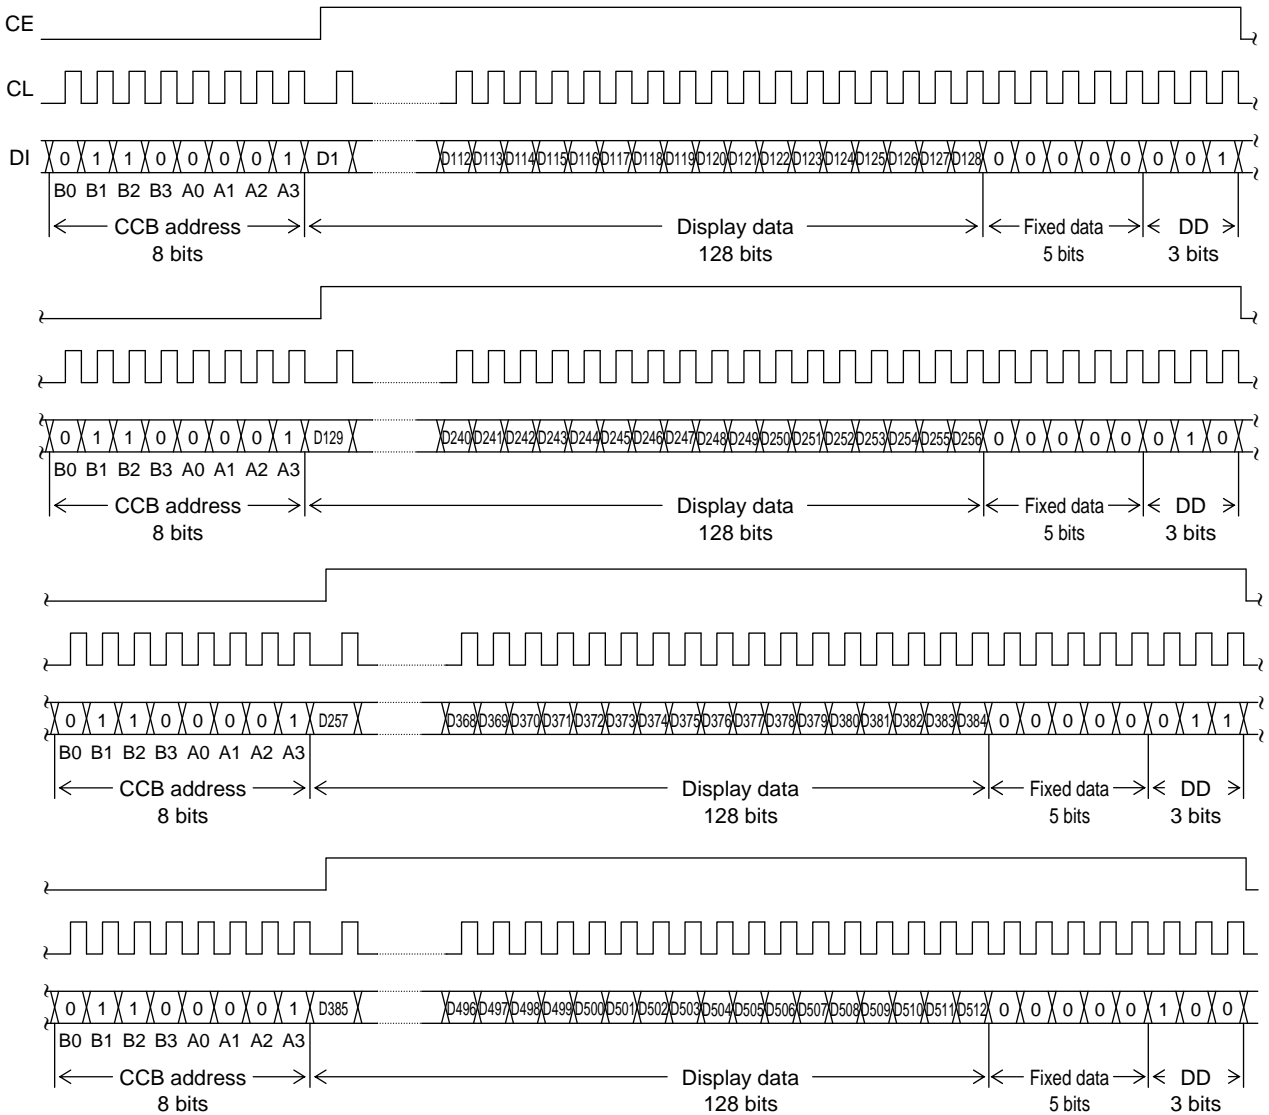 CE
CL
DI 0 1 1 0 0 0 0 1 D1 D112 D113 D114 D115 D116 D117 D118 D119 D120 D121 D122 D123 D124 D125 D126 D127 D128 0 0 0 0 0 0 0 1
B0 B1 B2 B3 A0 A1 A2 A3
CCB address Display data Fixed data DD
8 bits 128 bits 5 bits 3 bits
0 1 1 0 0 0 0 1 D129 D240 D241 D242 D243 D244 D245 D246 D247 D248 D249 D250 D251 D252 D253 D254 D255 D256 0 0 0 0 0 0 1 0
B0 B1 B2 B3 A0 A1 A2 A3
CCB address Display data Fixed data DD
8 bits 128 bits 5 bits 3 bits
0 1 1 0 0 0 0 1 D257 D368 D369 D370 D371 D372 D373 D374 D375 D376 D377 D378 D379 D380 D381 D382 D383 D384 0 0 0 0 0 0 1 1
B0 B1 B2 B3 A0 A1 A2 A3
CCB address Display data Fixed data DD
8 bits 128 bits 5 bits 3 bits
0 1 1 0 0 0 0 1 D385 D496 D497 D498 D499 D500 D501 D502 D503 D504 D505 D506 D507 D508 D509 D510 D511 D512 0 0 0 0 0 1 0 0
B0 B1 B2 B3 A0 A1 A2 A3
CCB address Display data Fixed data DD
8 bits 128 bits 5 bits 3 bits